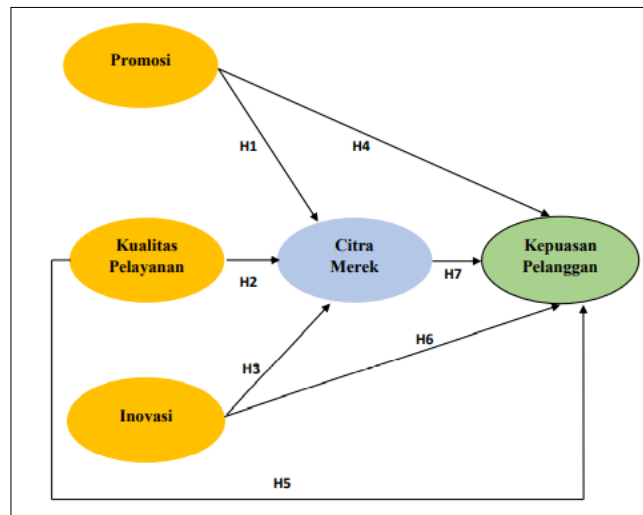 Promosi
H1
H4
Kualitas
Pelayanan
H2
Citra
Merek
H7
Kepuasan
Pelanggan
H3
H6
Inovasi
H5